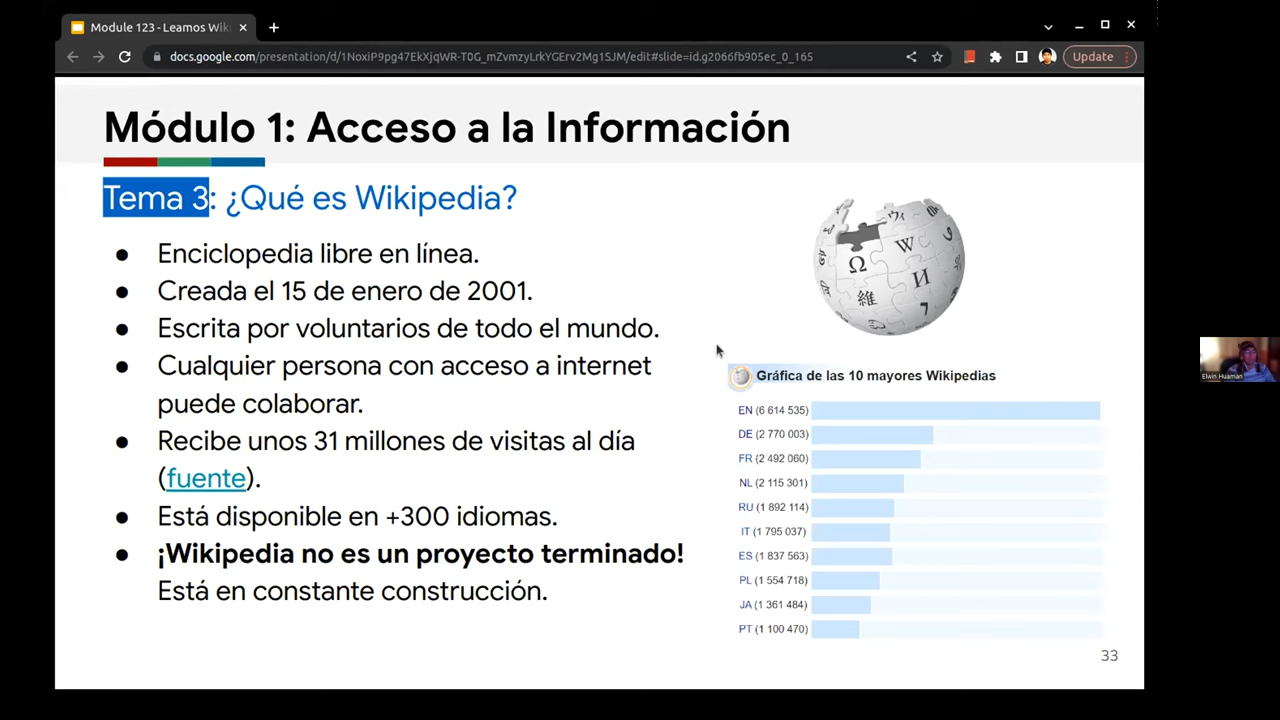 Module 123 - Leamos Wiki
docs.google.com/presentation/d/1NoxiP9pg47EkXjqWR-T0G_mZvmzyLrkYGErv2Mg1SJM/edit#slide=id.g2066fb905ec_0_165
Update
Módulo 1: Acceso a la Información
Tema 3: ¿Qué es Wikipedia?
● Enciclopedia libre en línea.
● Creada el 15 de enero de 2001.
● Escrita por voluntarios de todo el mundo.
● Cualquier persona con acceso a internet
puede colaborar.
● Recibe unos 31 millones de visitas al día
(fuente).
● Está disponible en +300 idiomas.
● ¡Wikipedia no es un proyecto terminado!
Está en constante construcción.
Ω W И 維
Gráfica de las 10 mayores Wikipedias
EN (6 614 535)
DE (2 770 003)
FR (2 492 060)
NL (2 115 301)
RU (1 892 114)
IT (1 795 037)
ES (1 837 563)
PL (1 554 718)
JA (1 361 484)
PT (1 100 470)
33
Elwin Huaman